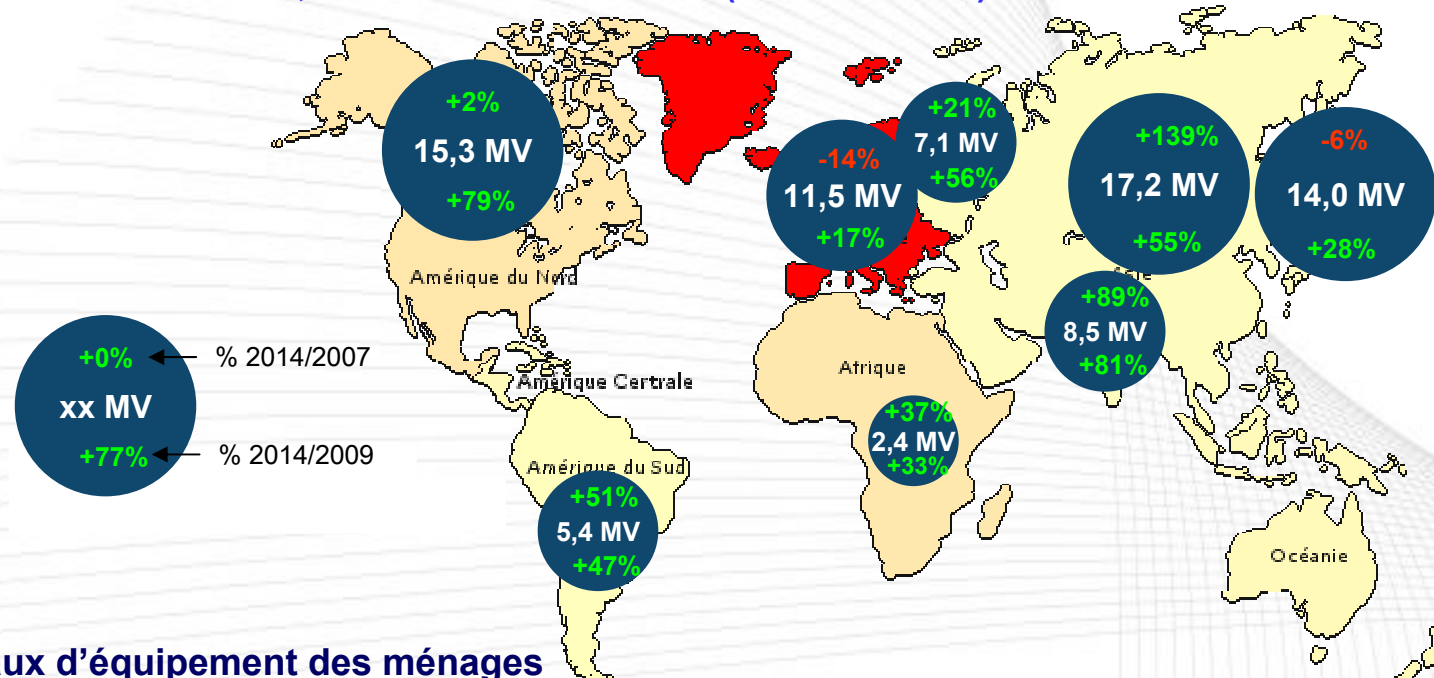 +2%
15,3 MV
+79%
-14%
11,5 MV
+17%
+21%
7,1 MV
+56%
+139%
17,2 MV
+55%
-6%
14,0 MV
+28%
Amérique du Nord
+89%
8,5 MV
+81%
+0%
% 2014/2007
xx MV
+77%
% 2014/2009
Amérique Certrale
Afrique
+37%
2,4 MV
+33%
Amérique du Sud
+51%
5,4 MV
+47%
Océanie
d'équipement des ménages